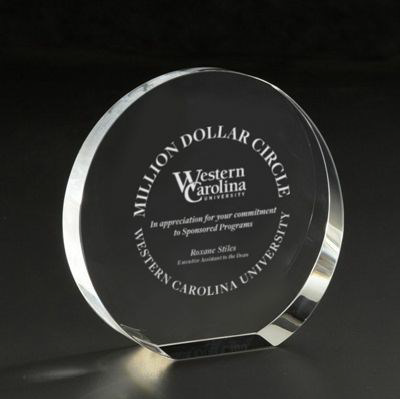 MILLION DOLLAR CIRCLE
Western
Carolina
UNIVERSITY
In appreciation for your commitment
to Sponsored Programs
Roxane Stiles
Executive Assistant to the Dean
WESTERN CAROLINA UNIVERSITY